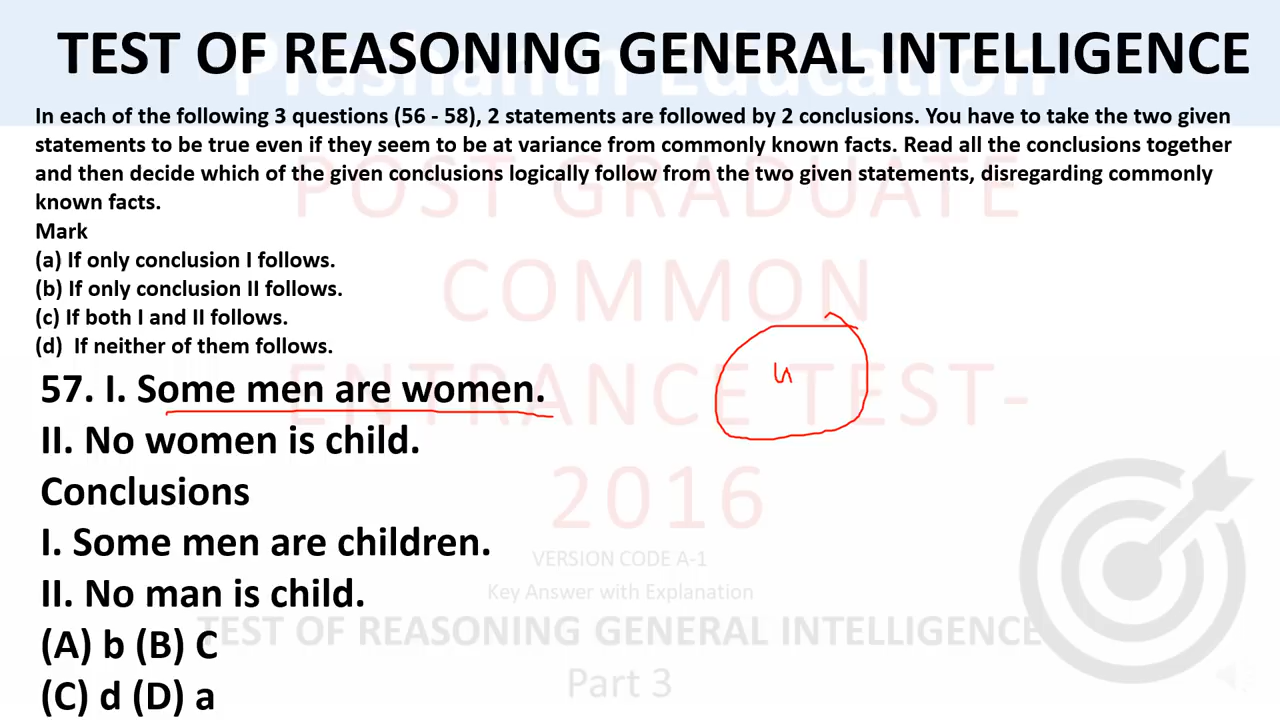 TEST OF REASONING GENERAL INTELLIGENCE
Prashanth Education
In each of the following 3 questions (56 - 58), 2 statements are followed by 2 conclusions. You have to take the two given
statements to be true even if they seem to be at variance from commonly known facts. Read all the conclusions together
and then decide which of the given conclusions logically follow from the two given statements, disregarding commonly
known facts.
Mark
(a) If only conclusion I follows.
(b) If only conclusion II follows.
(c) If both I and II follows.
(d) If neither of them follows.
57. I. Some men are women.
II. No women is child.
Conclusions
I. Some men are children.
II. No man is child.
(A) b (B) C
(C) d (D) a
POST GRADUATE
COMMON
ENTRANCE TEST-
2016
VERSION CODE A-1
Key Answer with Explanation
TEST OF REASONING GENERAL INTELLIGENCE
Part 3